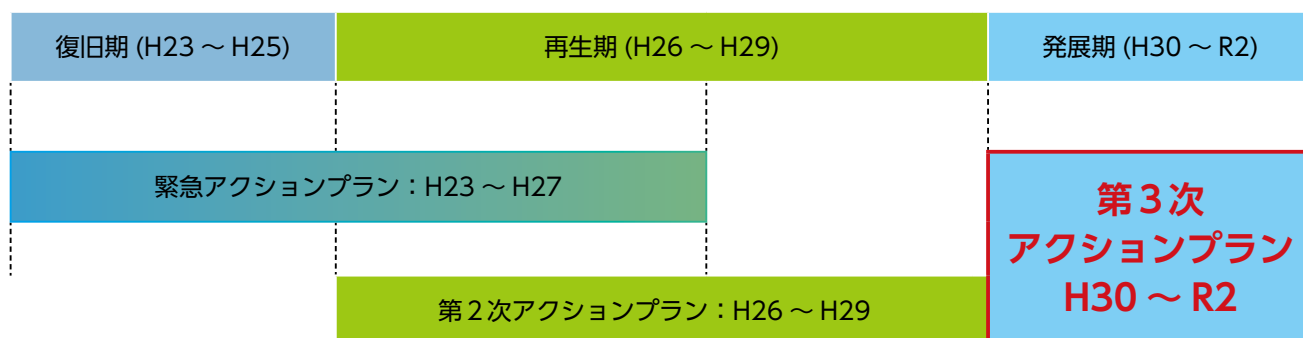 復旧期 (H23 ～ H25)
再生期 (H26 ～ H29)
発展期 (H30 ～ R2)
緊急アクションプラン：H23 ～ H27
第２次アクションプラン：H26 ～ H29
第３次
アクションプラン
H30 ～ R2